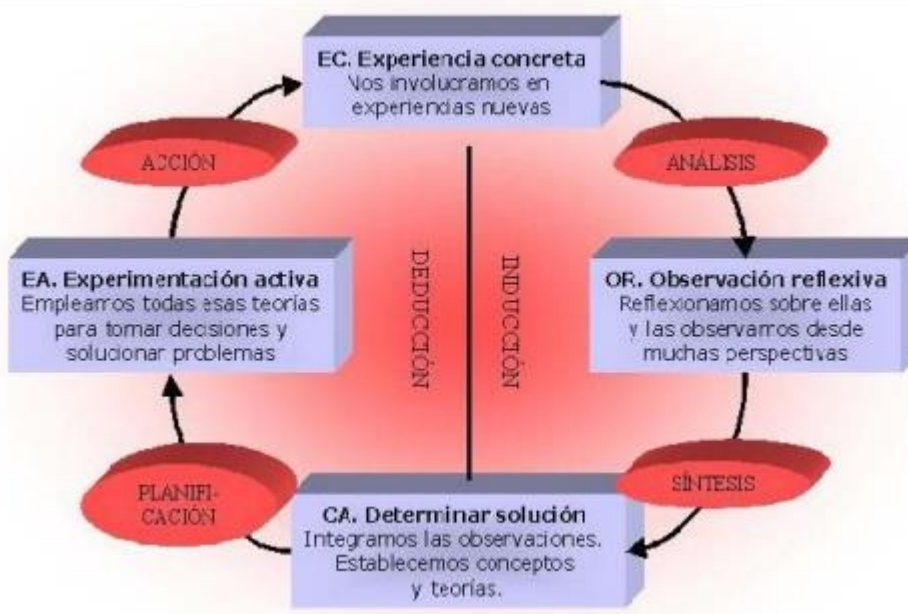 EC. Experiencia concreta
Nos involucramos en
experiencias nuevas
ACCIÓN
ANÁLISIS
EA. Experimentación activa
Empleamos todas esas teorías
para tomar decisiones y
solucionar problemas
DEDUCCIÓN
INDUCCIÓN
OR. Observación reflexiva
Reflexionamos sobre ellas
y las observamos desde
muchas perspectivas
PLANIFI-
CACIÓN
SÍNTESIS
CA. Determinar solución
Integramos las observaciones.
Establecemos conceptos
y teorías.